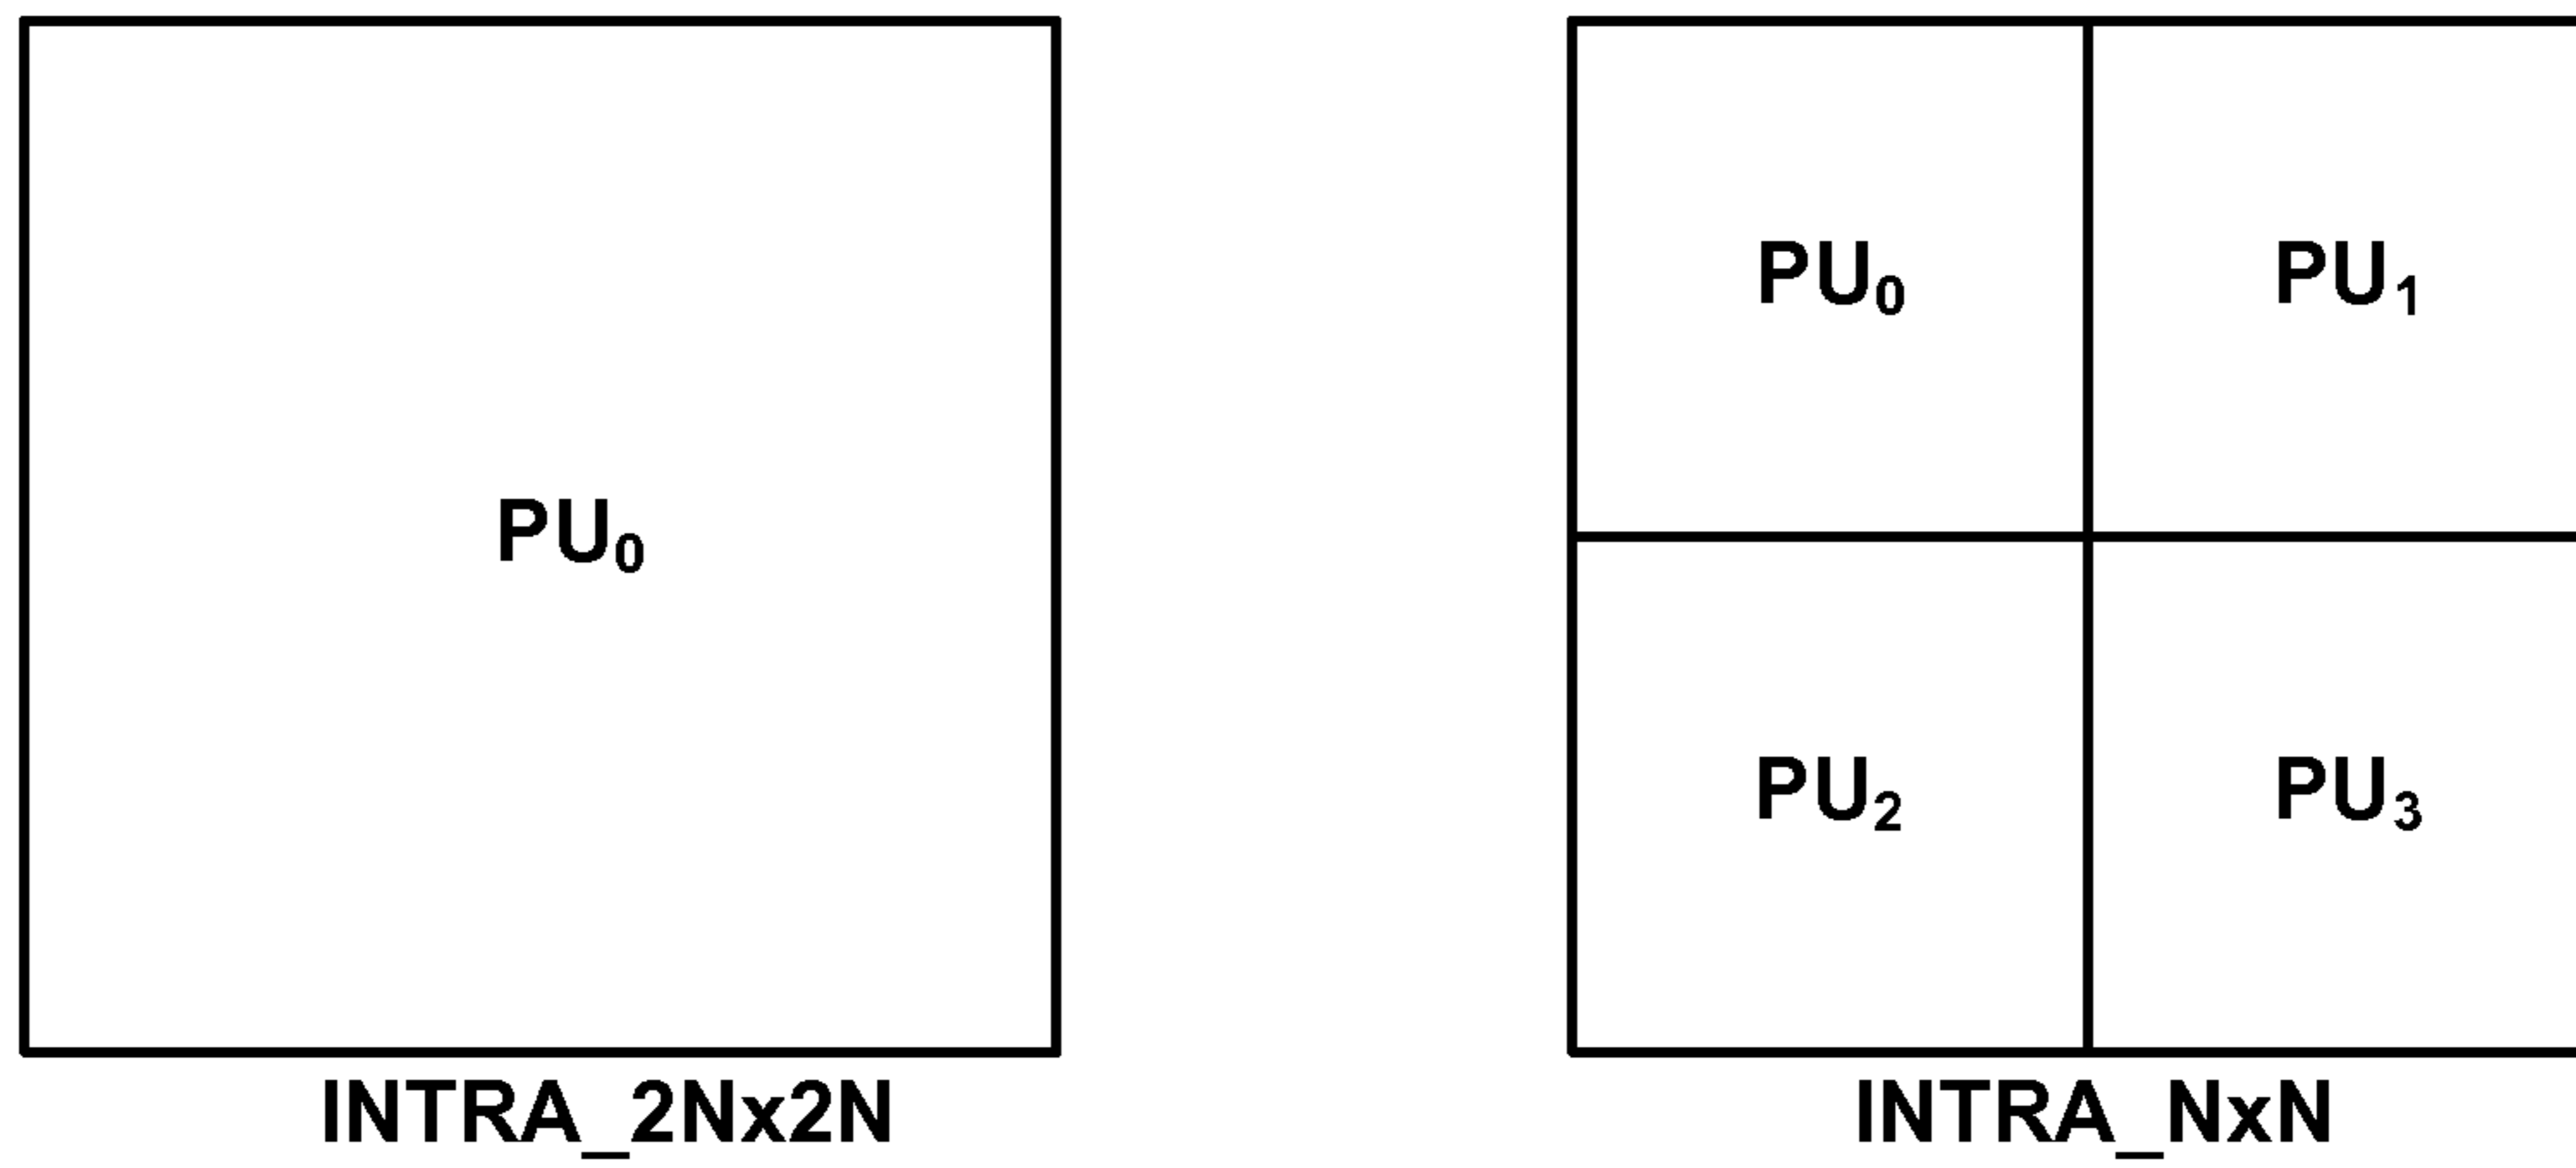 PU₀
INTRA_2Nx2N
PU₀ PU₁
PU₂ PU₃
INTRA_NxN